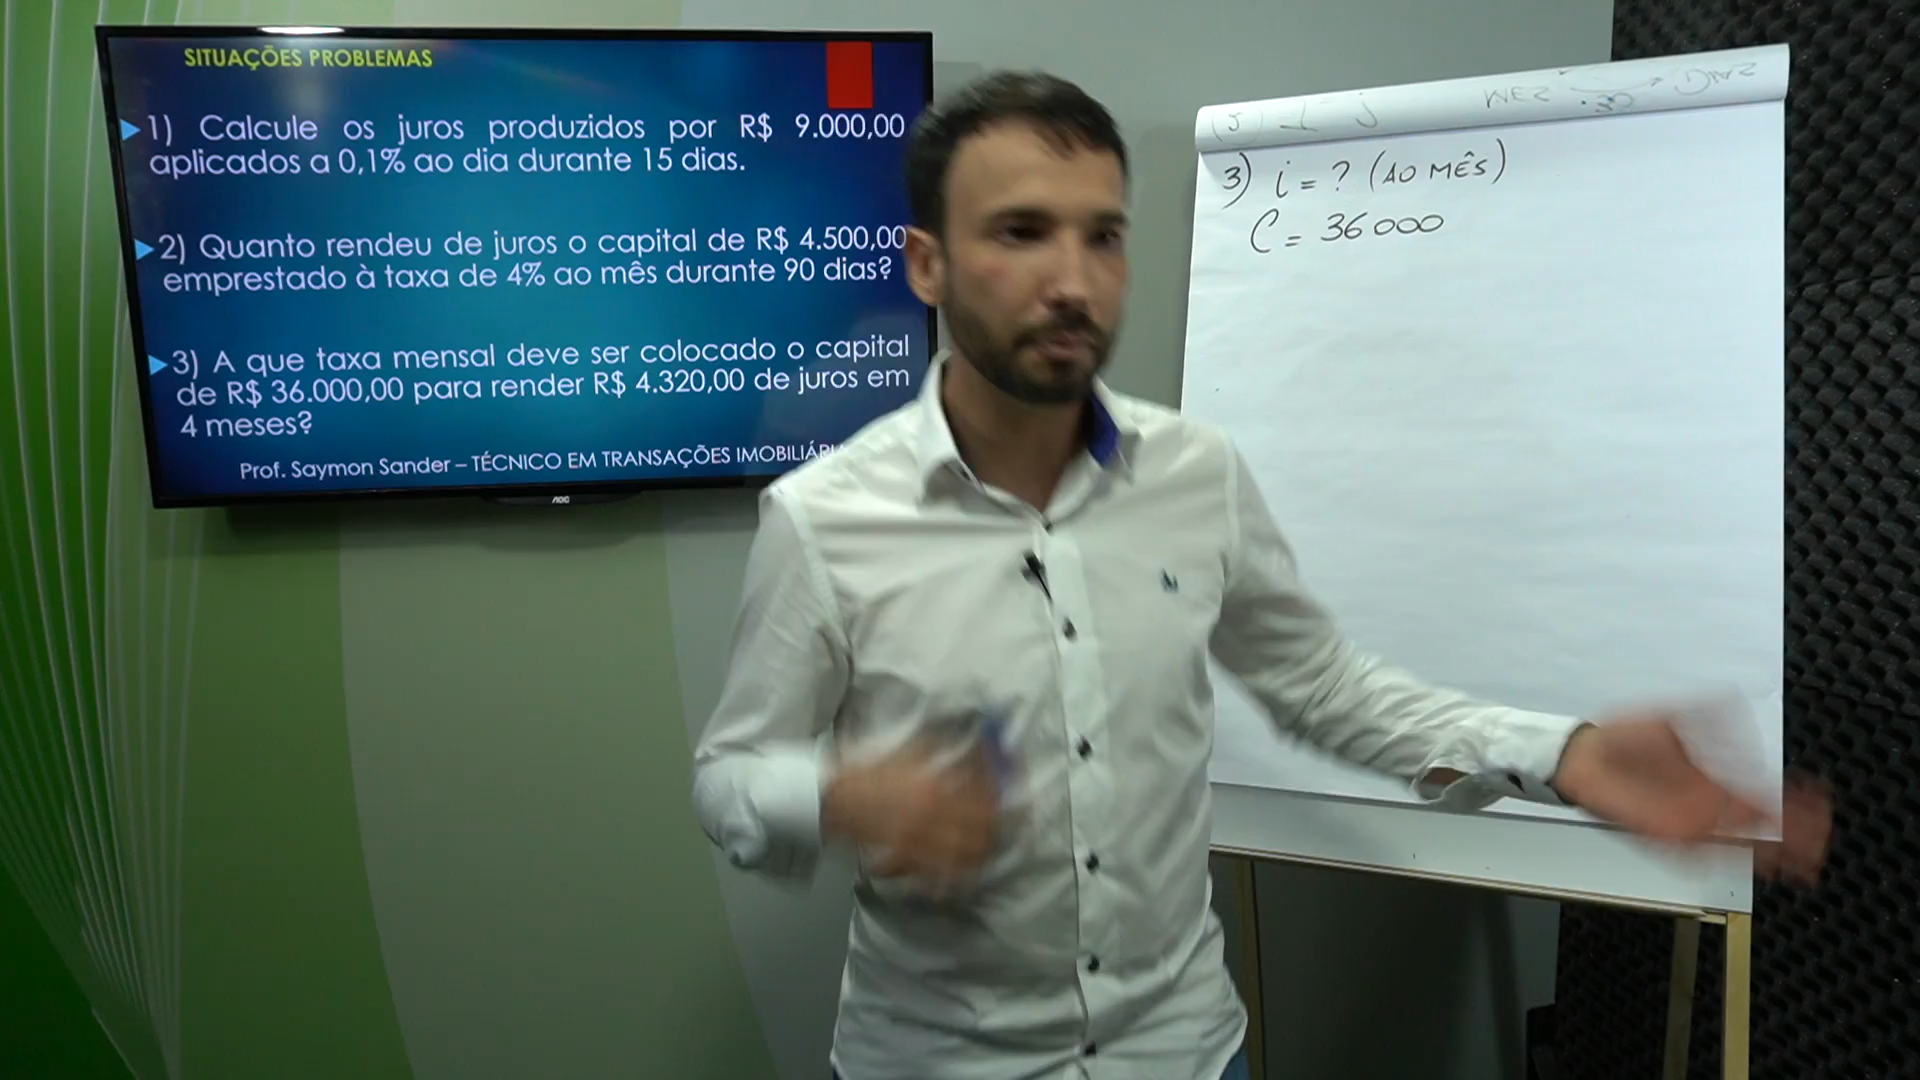 SITUAÇÕES PROBLEMAS
1) Calcule os juros produzidos por R$ 9.000,00
aplicados a 0,1% ao dia durante 15 dias.
2) Quanto rendeu de juros o capital de R$ 4.500,00
emprestado à taxa de 4% ao mês durante 90 dias?
3) A que taxa mensal deve ser colocado o capital
de R$ 36.000,00 para render R$ 4.320,00 de juros em
4 meses?
Prof. Saymon Sander – TÉCNICO EM TRANSAÇÕES
AOC
3) i = ? (AO MÊS)
C = 36 000